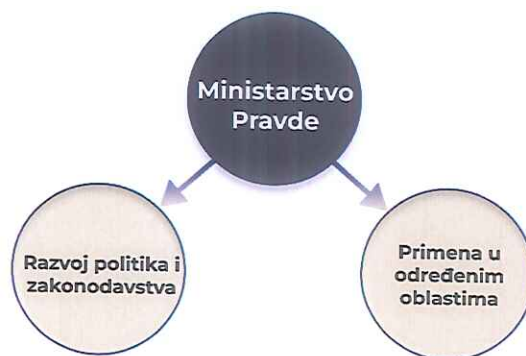 Ministarstvo
Pravde
Razvoj politika i
zakonodavstva
Primena u
određenim
oblastima